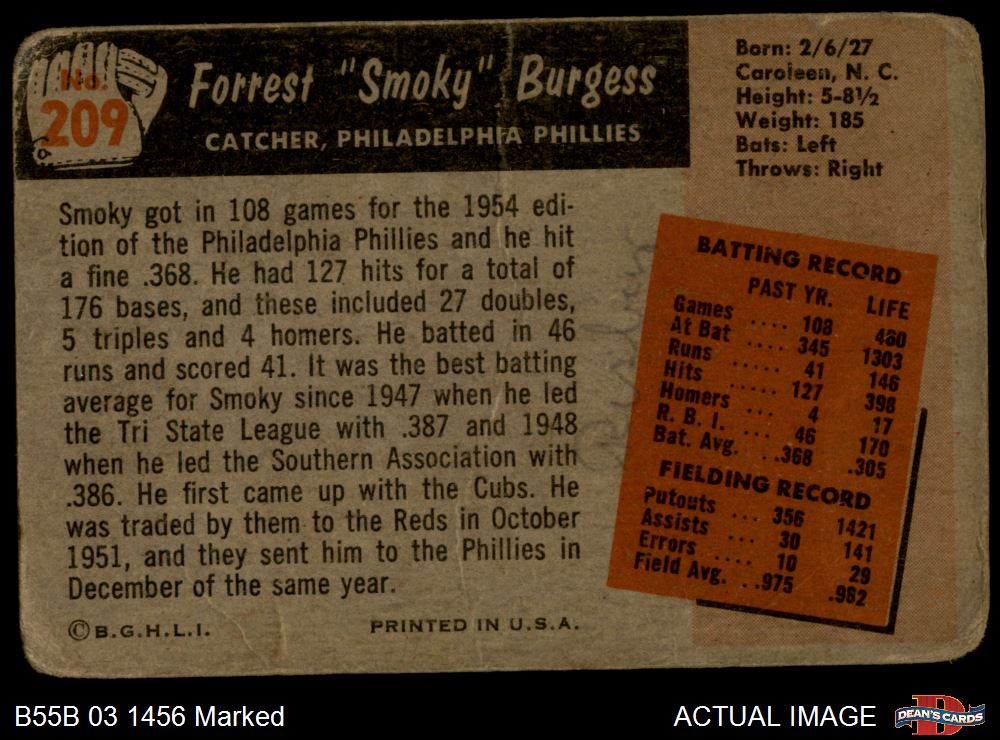 No.
209
Forrest "Smoky" Burgess
CATCHER, PHILADELPHIA PHILLIES
Born: 2/6/27
Caroleen, N. C.
Height: 5-8½
Weight: 185
Bats: Left
Throws: Right
Smoky got in 108 games for the 1954 edi-
tion of the Philadelphia Phillies and he hit
a fine .368. He had 127 hits for a total of
176 bases, and these included 27 doubles,
5 triples and 4 homers. He batted in 46
runs and scored 41. It was the best batting
average for Smoky since 1947 when he led
the Tri State League with .387 and 1948
when he led the Southern Association with
.386. He first came up with the Cubs. He
was traded by them to the Reds in October
1951, and they sent him to the Phillies in
December of the same year.
©B.G.H.L.I.
PRINTED IN U.S.A.
BATTING RECORD
PAST YR. LIFE
Games .... 108 480
At Bat .... 345 1303
Runs ..... 41 146
Hits ..... 127 398
Homers ... 4 17
R. B. I. ... 46 170
Bat. Avg. ...368 .305
FIELDING RECORD
Putouts ... 356 1421
Assists ... 30 141
Errors .... 10 29
Field Avg. ..975 .982
B55B 03 1456 Marked
ACTUAL IMAGE
DEAN'S CARDS